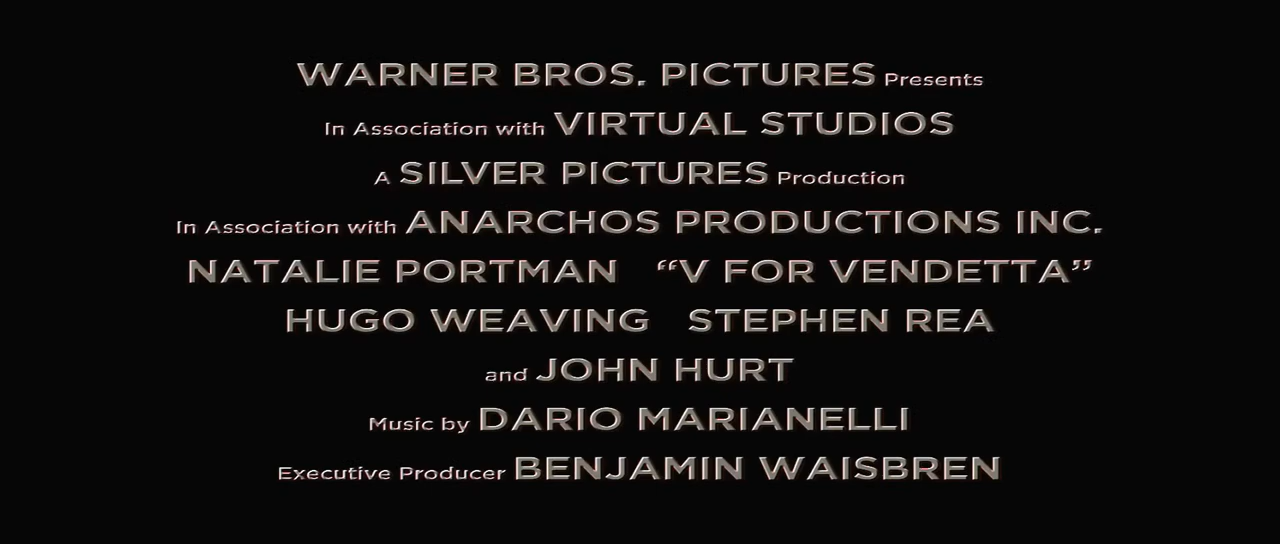 WARNER BROS. PICTURES Presents
In Association with VIRTUAL STUDIOS
A SILVER PICTURES Production
In Association with ANARCHOS PRODUCTIONS INC.
NATALIE PORTMAN “V FOR VENDETTA”
HUGO WEAVING STEPHEN REA
and JOHN HURT
Music by DARIO MARIANELLI
Executive Producer BENJAMIN WAISBREN